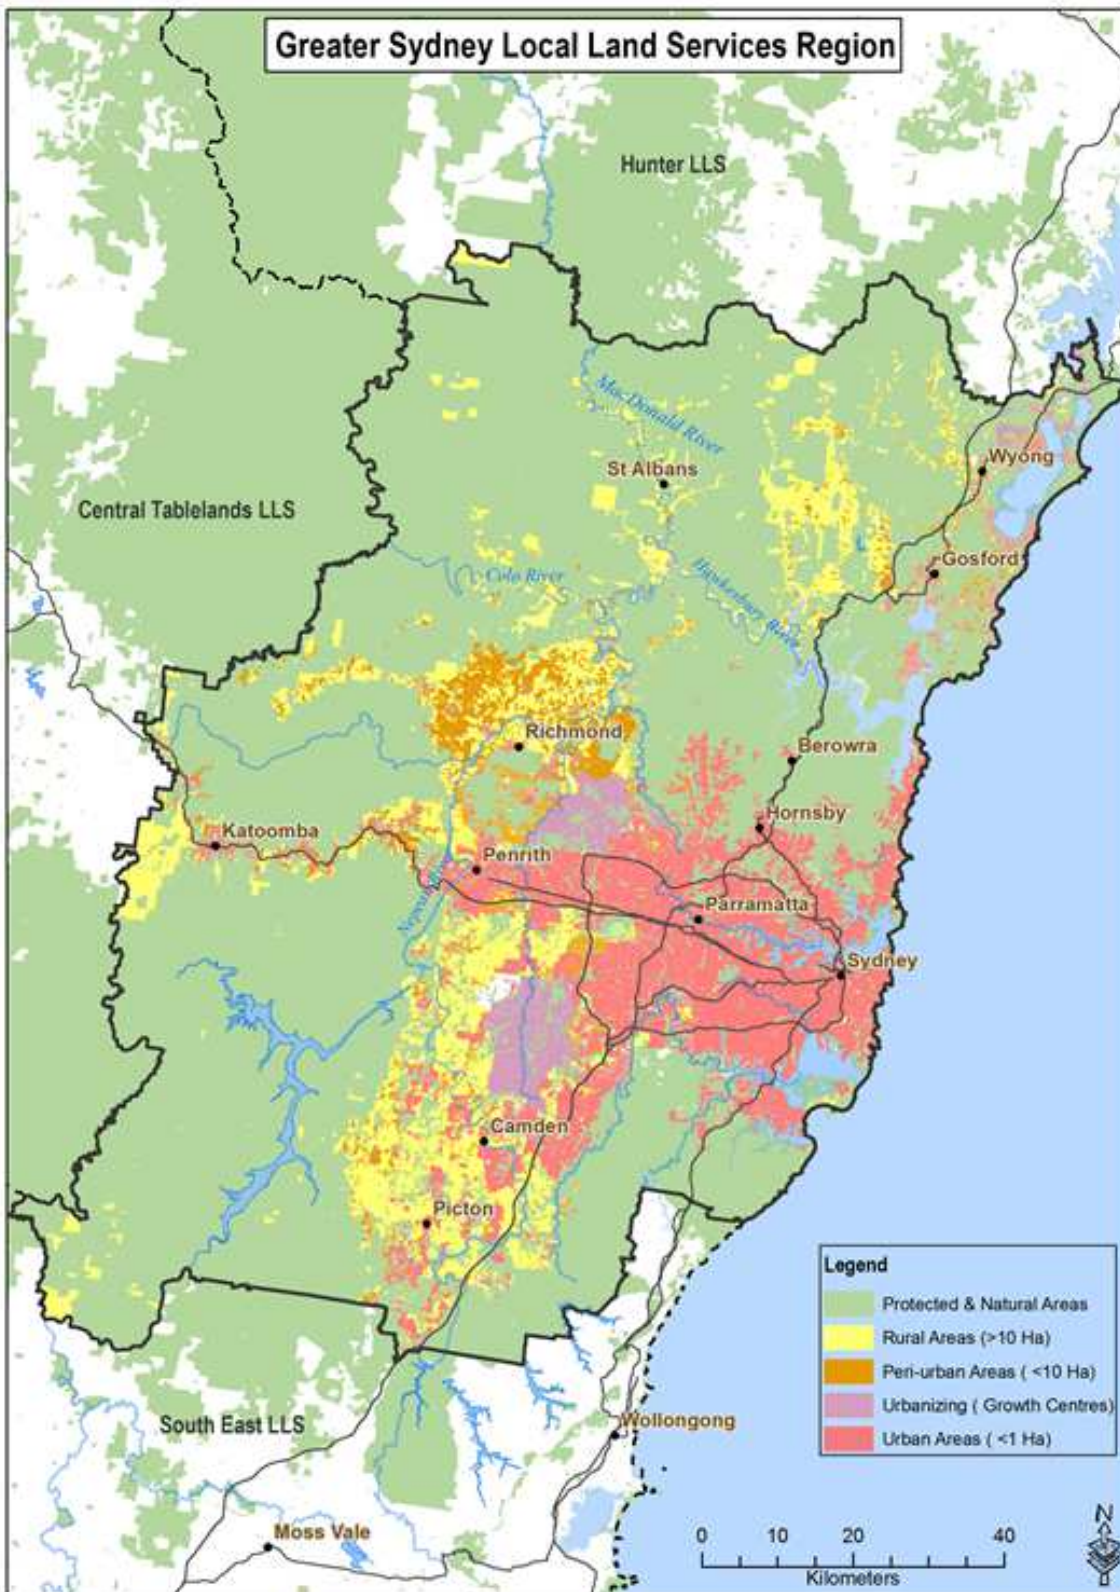 Greater Sydney Local Land Services Region
Hunter LLS
MacDonald River
St Albans
Wyong
Central Tablelands LLS
Gosford
Colo River
Hawkesbury River
Richmond
Berowra
Hornsby
Katoomba
Penrith
Parramatta
Sydney
Camden
Picton
Legend
Protected & Natural Areas
Rural Areas (>10 Ha)
Peri-urban Areas ( <10 Ha)
Urbanizing ( Growth Centres)
Urban Areas ( <1 Ha)
South East LLS
Wollongong
Moss Vale
N
0 20 40
Kilometers